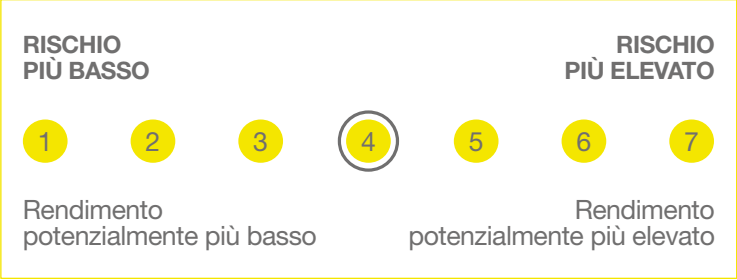 RISCHIO
PIÙ BASSO
RISCHIO
PIÙ ELEVATO
1 2 3 4 5 6 7
Rendimento
potenzialmente più basso
Rendimento
potenzialmente più elevato